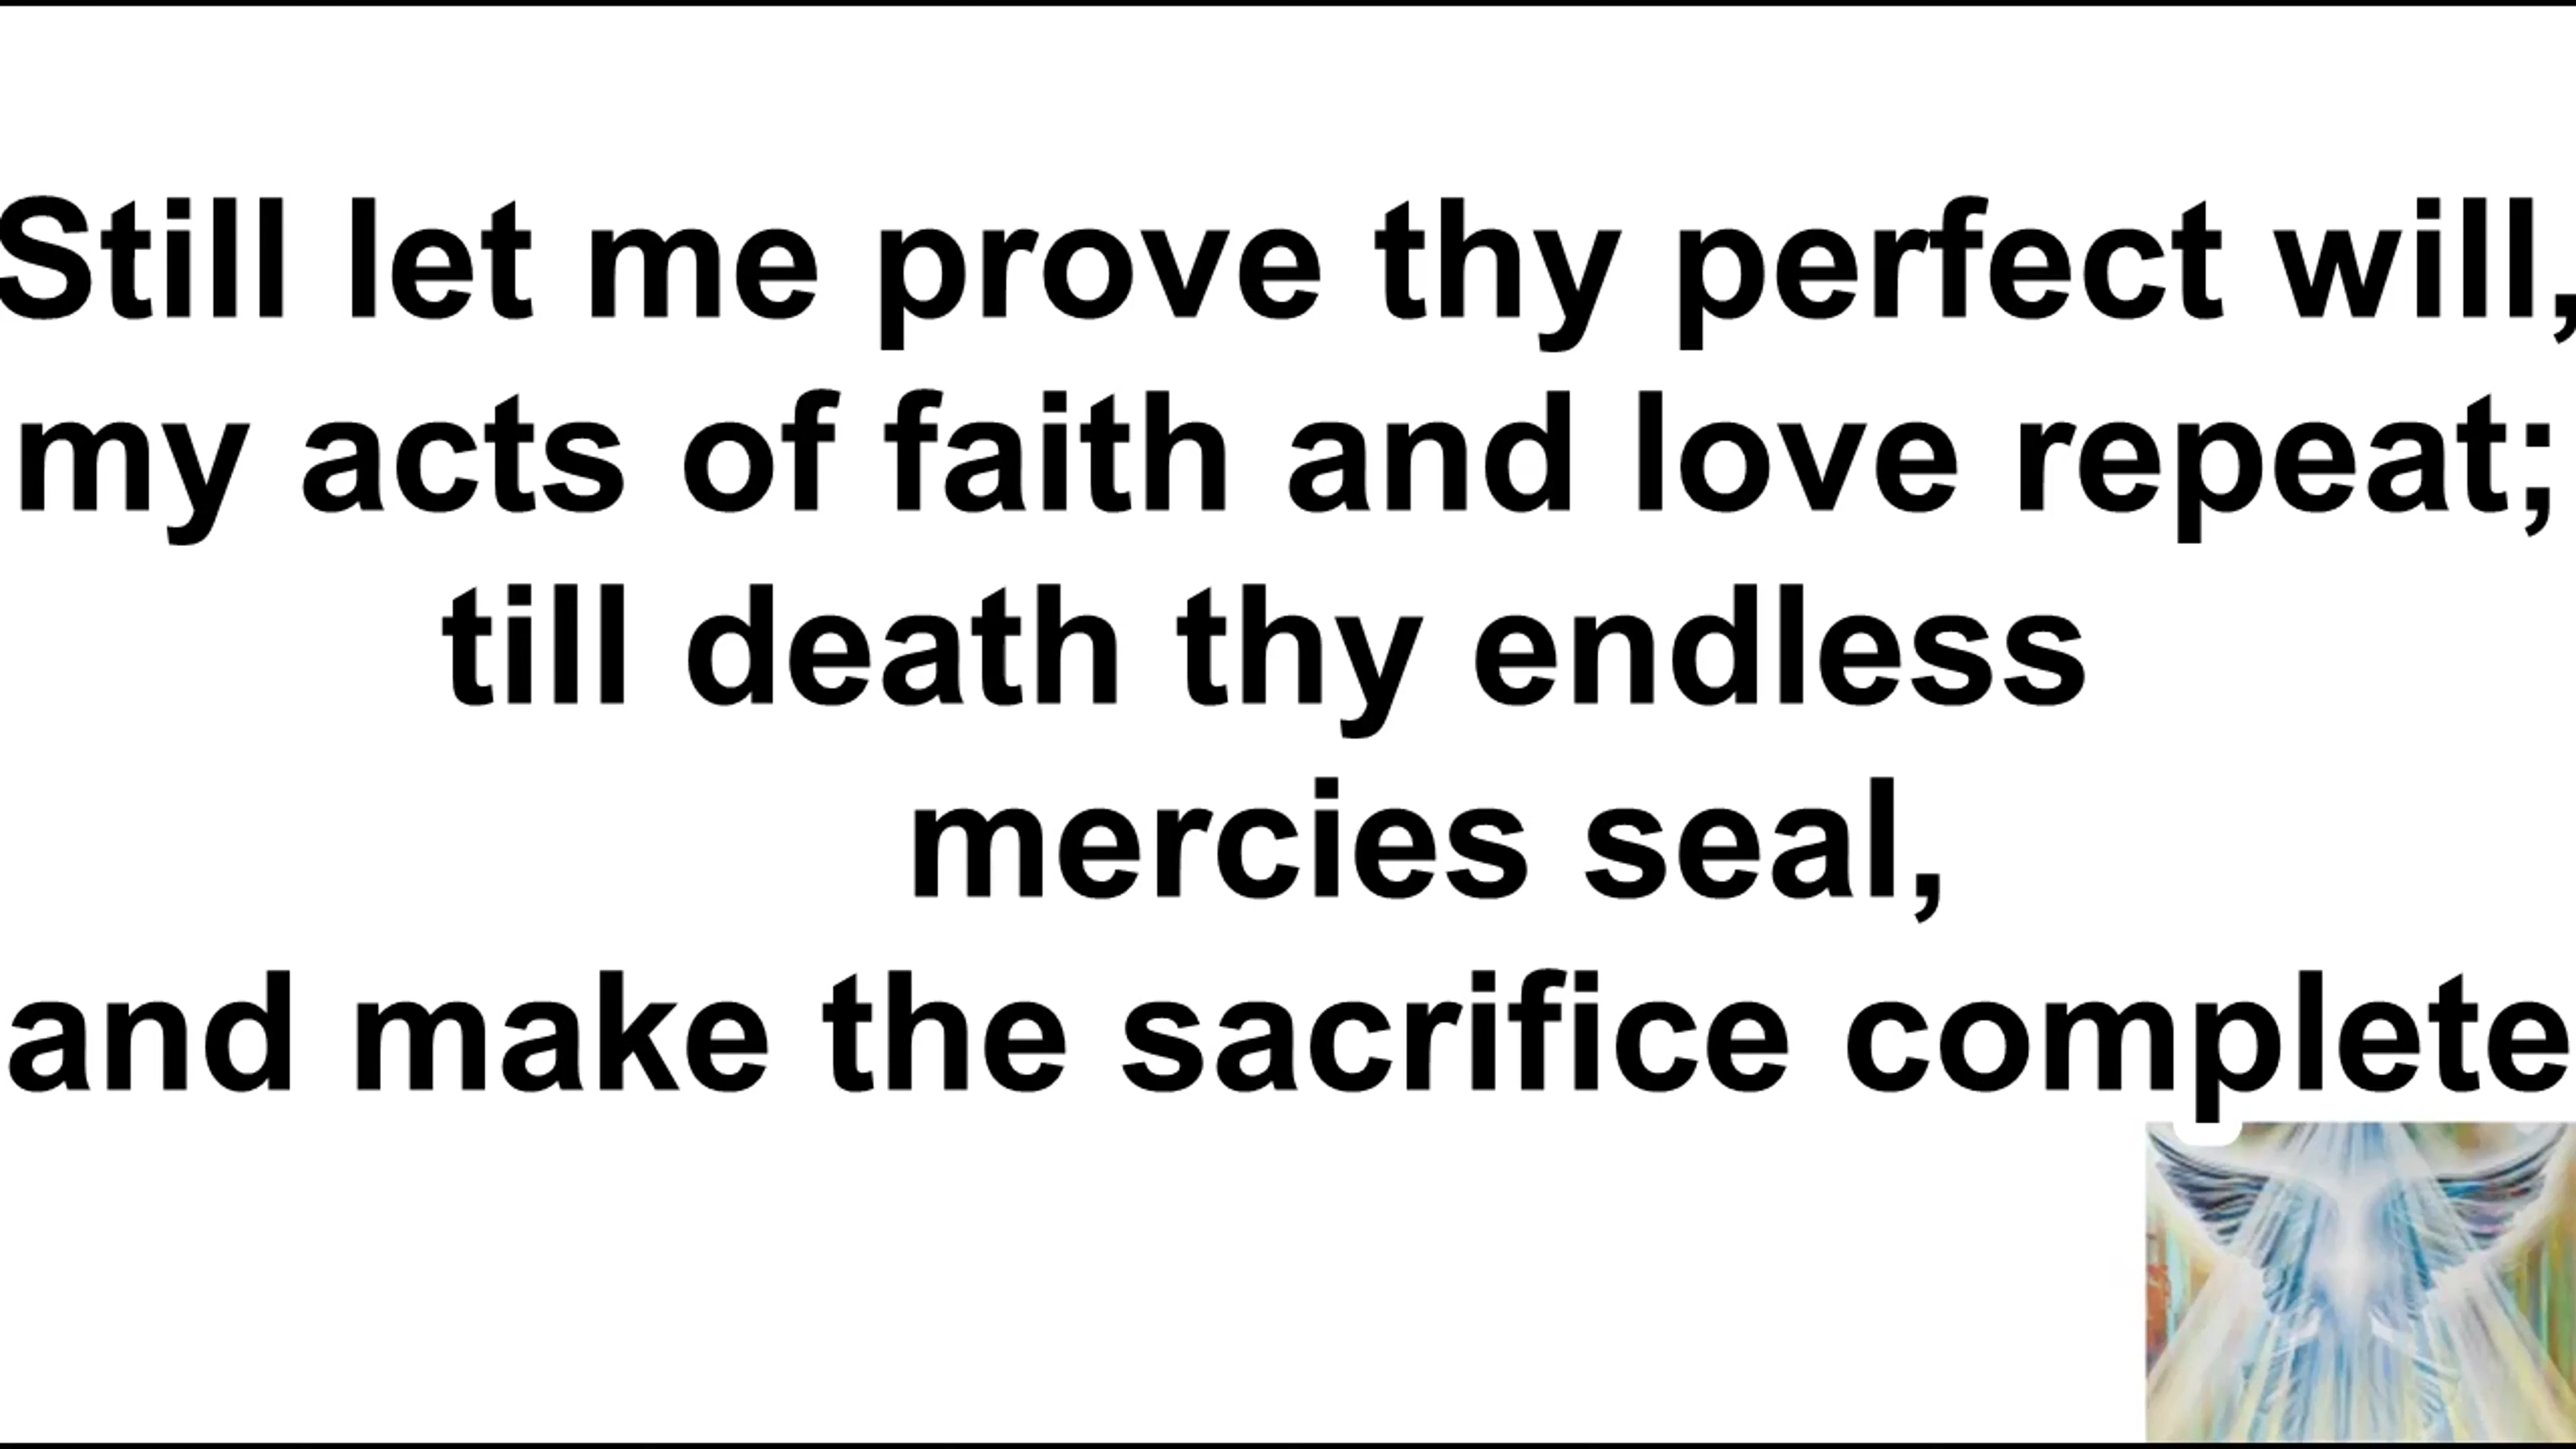 Still let me prove thy perfect will,
my acts of faith and love repeat;
till death thy endless
mercies seal,
and make the sacrifice complete